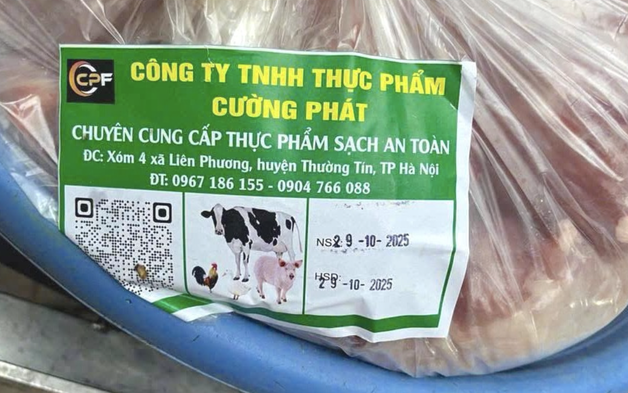 CPF
CÔNG TY TNHH THỰC PHẨM
CƯỜNG PHÁT
CHUYÊN CUNG CẤP THỰC PHẨM SẠCH AN TOÀN
ĐC: Xóm 4 xã Liên Phương, huyện Thường Tín, TP Hà Nội
ĐT: 0967 186 155 - 0904 766 088
NSX: 29-10-2025
HSD:
29-10-2025